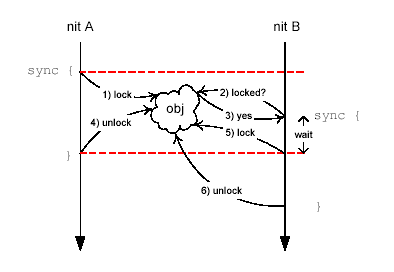 nit A
nit B
sync {
1) lock
2) locked?
obj
3) yes
sync {
4) unlock
5) lock
wait
}
6) unlock
}